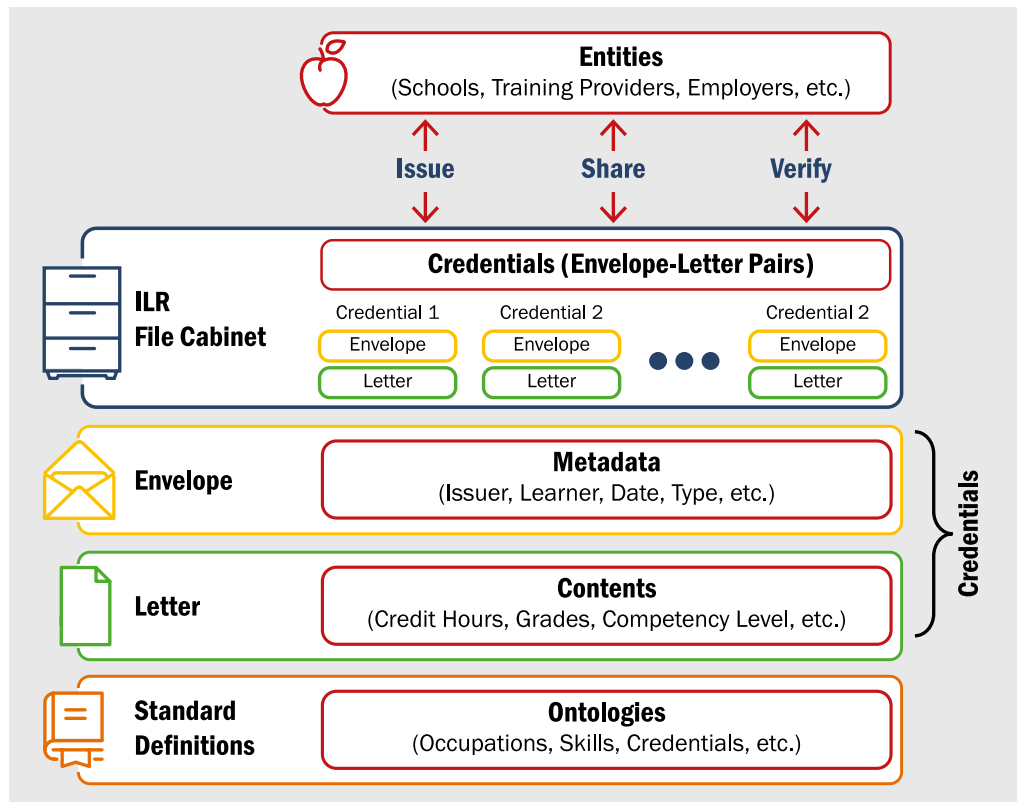 Entities
(Schools, Training Providers, Employers, etc.)
Issue
Share
Verify
ILR
File Cabinet
Credentials (Envelope-Letter Pairs)
Credential 1
Credential 2
Credential 2
Envelope
Envelope
Envelope
Letter
Letter
Letter
Envelope
Metadata
(Issuer, Learner, Date, Type, etc.)
Letter
Contents
(Credit Hours, Grades, Competency Level, etc.)
Credentials
Standard
Definitions
Ontologies
(Occupations, Skills, Credentials, etc.)